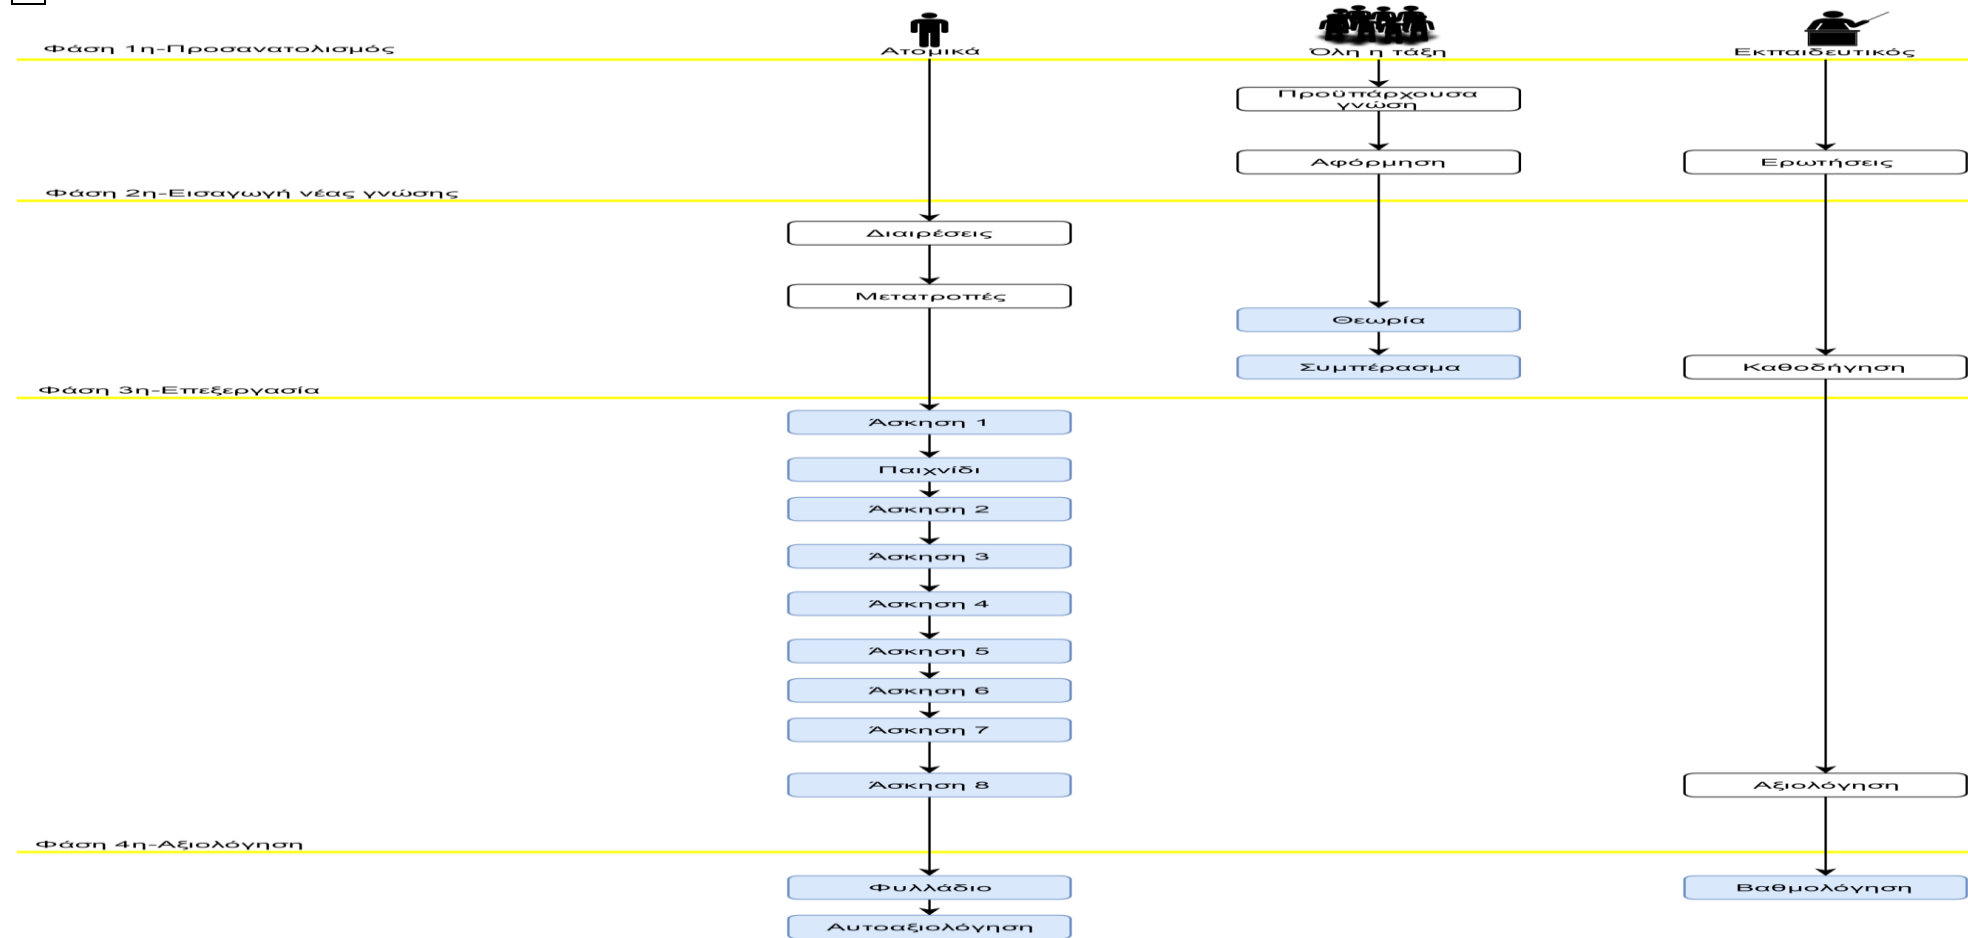 Φάση 1η-Προσανατολισμός
Ατομικά
Όλη η τάξη
Εκπαιδευτικός
Προϋπάρχουσα
γνώση
Αφόρμηση
Ερωτήσεις
Φάση 2η-Εισαγωγή νέας γνώσης
Διαιρέσεις
Μετατροπές
Θεωρία
Συμπέρασμα
Καθοδήγηση
Φάση 3η-Επεξεργασία
Άσκηση 1
Παιχνίδι
Άσκηση 2
Άσκηση 3
Άσκηση 4
Άσκηση 5
Άσκηση 6
Άσκηση 7
Άσκηση 8
Αξιολόγηση
Φάση 4η-Αξιολόγηση
Φυλλάδιο
Βαθμολόγηση
Αυτοαξιολόγηση